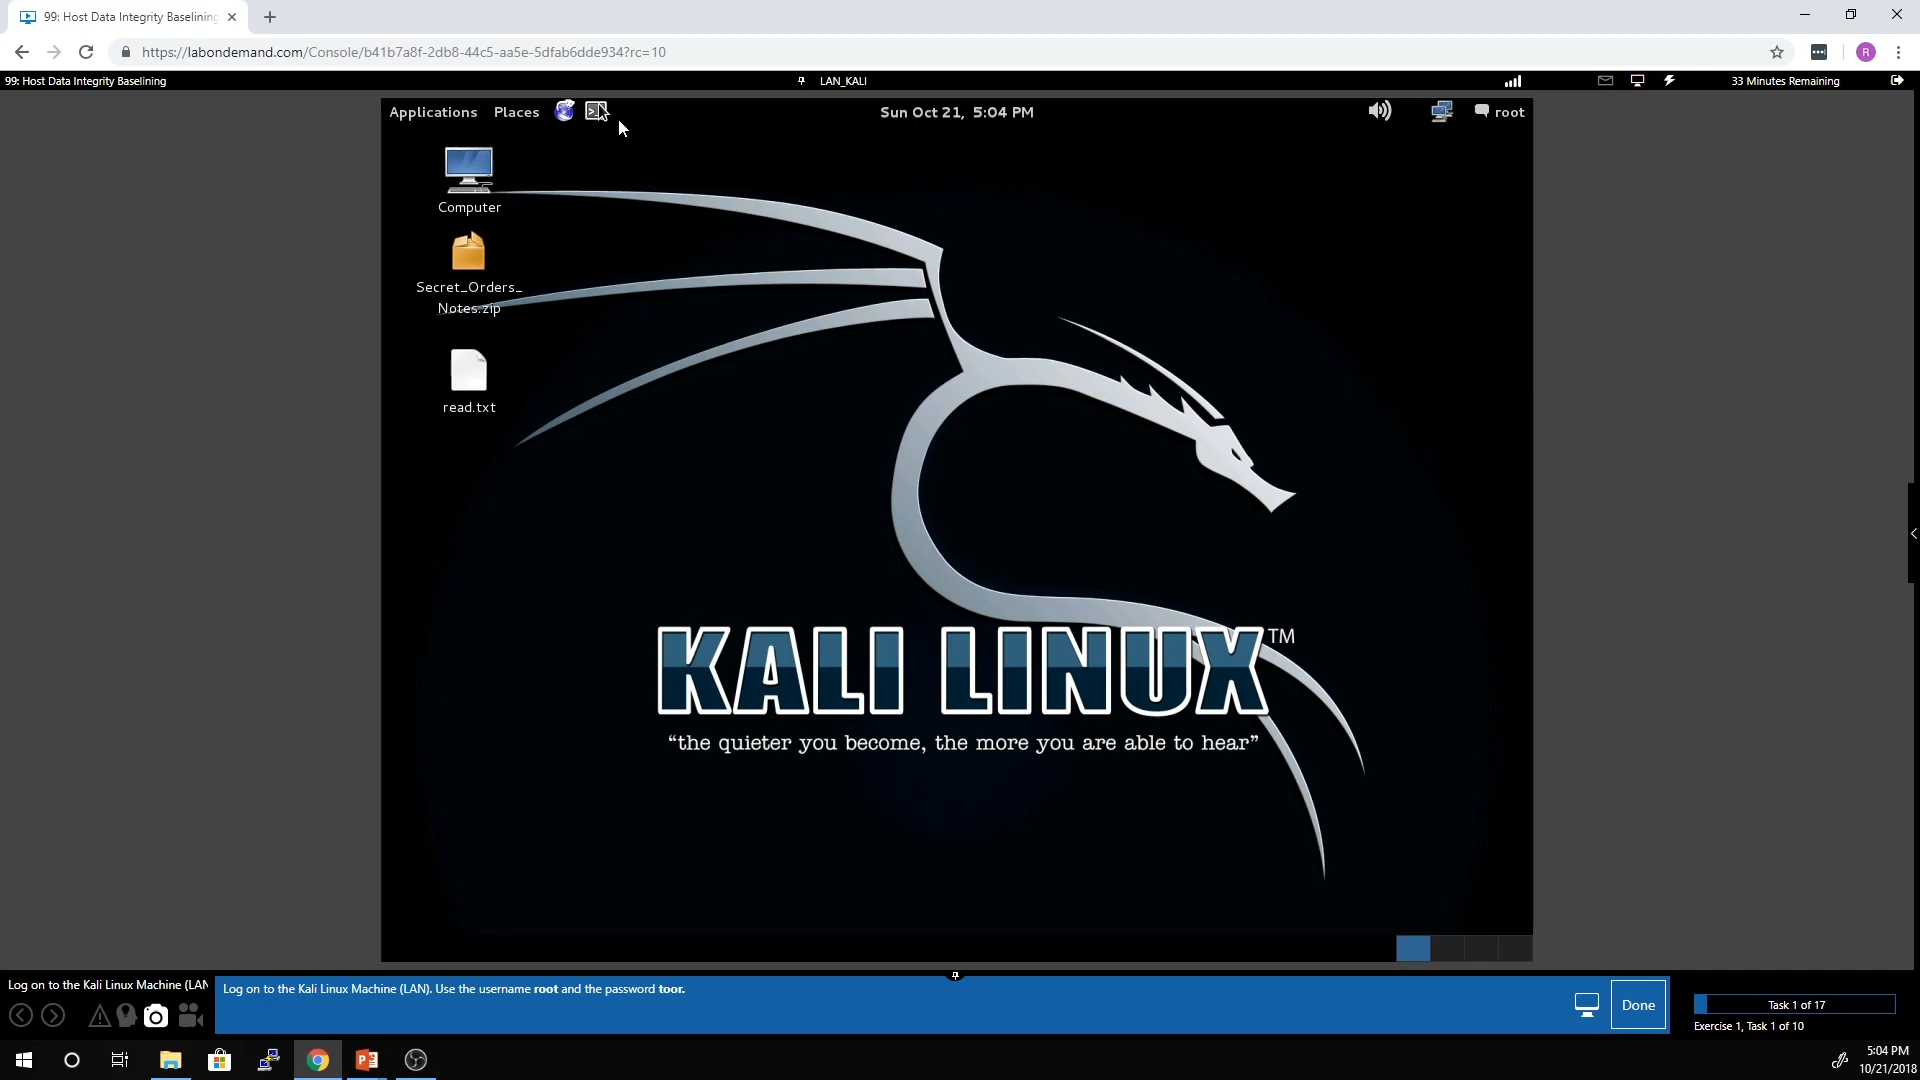 99: Host Data Integrity Baselining
https://labondemand.com/Console/b41b7a8f-2db8-44c5-aa5e-5dfab6dde934?rc=10
R
99: Host Data Integrity Baselining
LAN_KALI
33 Minutes Remaining
Applications Places
Sun Oct 21, 5:04 PM
root
Computer
Secret_Orders_
Notes.zip
read.txt
KALI LINUX™
“the quieter you become, the more you are able to hear”
Log on to the Kali Linux Machine (LAN
Log on to the Kali Linux Machine (LAN). Use the username root and the password toor.
Done
Task 1 of 17
Exercise 1, Task 1 of 10
5:04 PM
10/21/2018